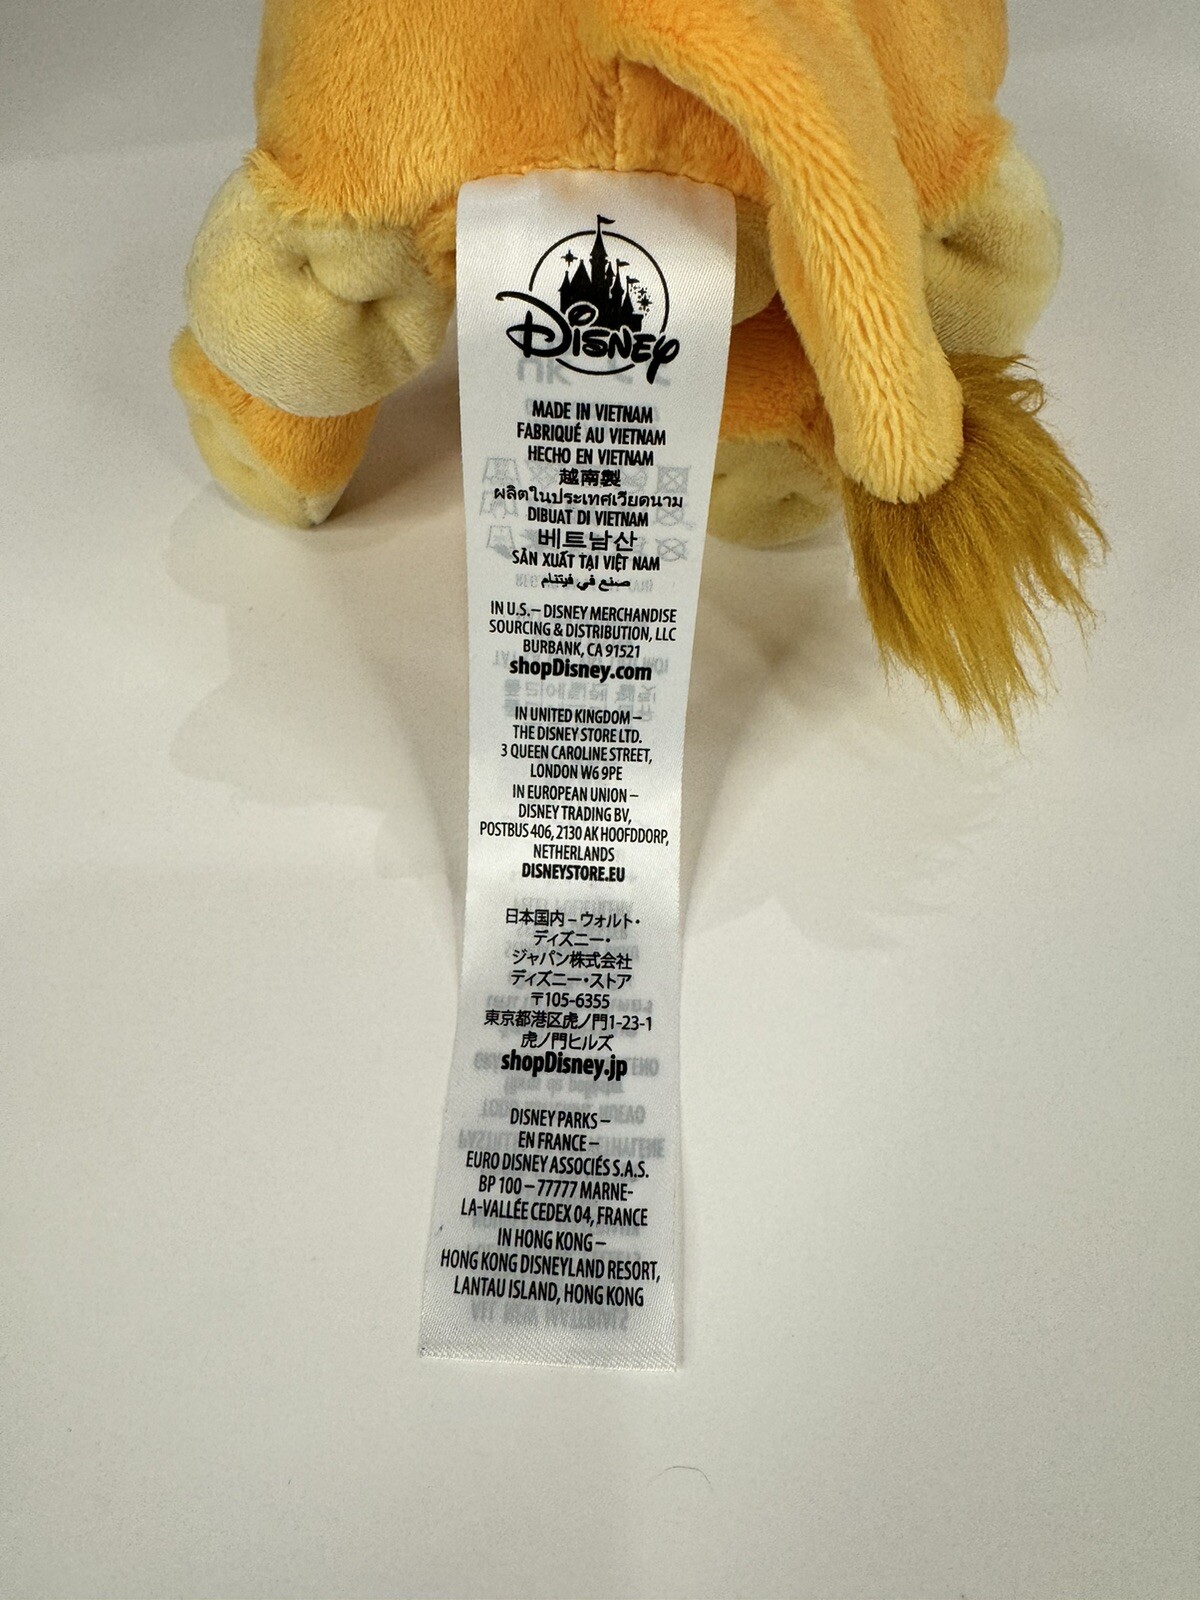 Disney
MADE IN VIETNAM
FABRIQUÉ AU VIETNAM
HECHO EN VIETNAM
越南製
ผลิตในประเทศเวียดนาม
DIBUAT DI VIETNAM
베트남산
SẢN XUẤT TẠI VIỆT NAM
صنع في فيتنام
IN U.S.– DISNEY MERCHANDISE
SOURCING & DISTRIBUTION, LLC
BURBANK, CA 91521
shopDisney.com
IN UNITED KINGDOM –
THE DISNEY STORE LTD.
3 QUEEN CAROLINE STREET,
LONDON W6 9PE
IN EUROPEAN UNION –
DISNEY TRADING BV,
POSTBUS 406, 2130 AK HOOFDDORP,
NETHERLANDS
DISNEYSTORE.EU
日本国内 – ウォルト・
ディズニー・
ジャパン株式会社
ディズニー・ストア
〒105-6355
東京都港区虎ノ門1-23-1
虎ノ門ヒルズ
shopDisney.jp
DISNEY PARKS –
EN FRANCE –
EURO DISNEY ASSOCIÉS S.A.S.
BP 100 – 77777 MARNE-
LA-VALLÉE CEDEX 04, FRANCE
IN HONG KONG –
HONG KONG DISNEYLAND RESORT,
LANTAU ISLAND, HONG KONG
ALL NEW MATERIALS